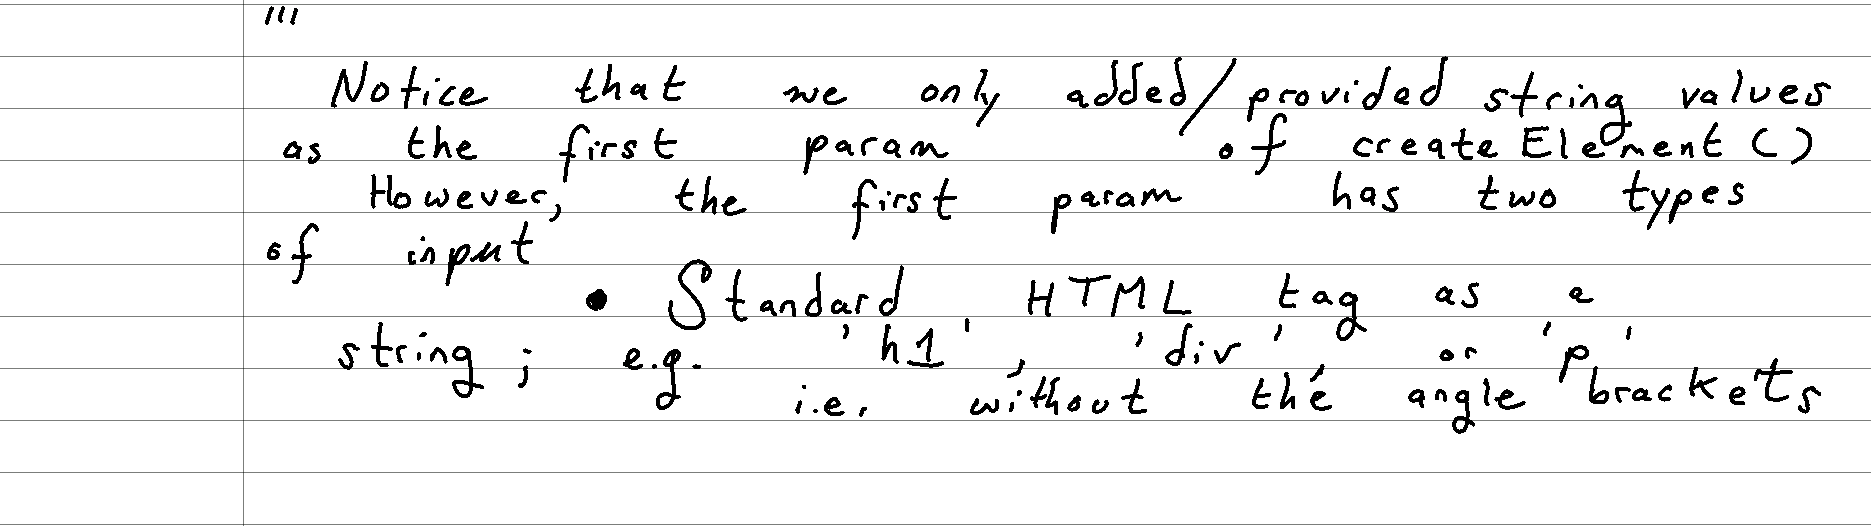 '''
Notice that we only added/provided string values
as the first param of createElement()
However, the first param has two types
of input
• Standard HTML tag as a
string; e.g. 'h1', 'div' or 'p'
i.e. without the angle brackets